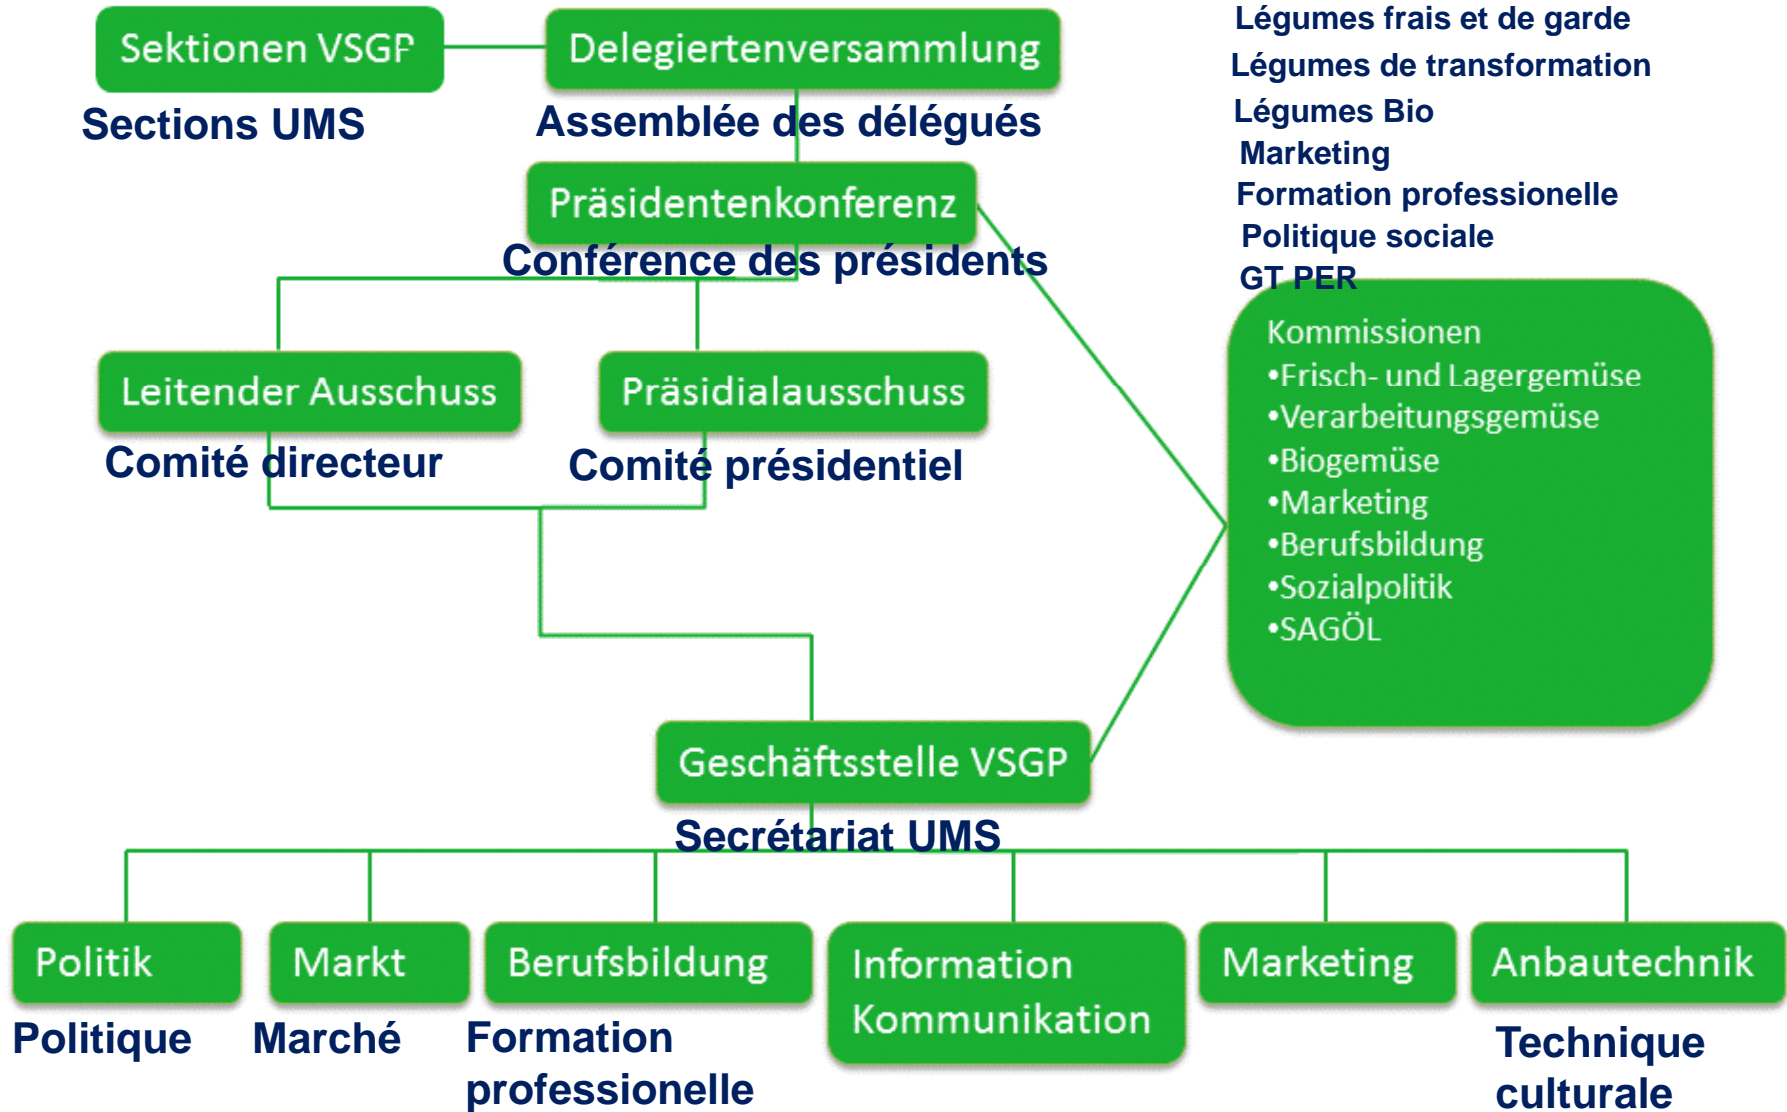 Sektionen VSGP
Delegiertenversammlung
Sections UMS
Assemblée des délégués
Präsidentenkonferenz
Conférence des présidents
Leitender Ausschuss
Präsidialausschuss
Comité directeur
Comité présidentiel
Légumes frais et de garde
Légumes de transformation
Légumes Bio
Marketing
Formation professionelle
Politique sociale
GT PER
Kommissionen
•Frisch- und Lagergemüse
•Verarbeitungsgemüse
•Biogemüse
•Marketing
•Berufsbildung
•Sozialpolitik
•SAGÖL
Geschäftsstelle VSGP
Secrétariat UMS
Politik
Markt
Berufsbildung
Information
Kommunikation
Marketing
Anbautechnik
Politique
Marché
Formation
professionelle
Technique
culturale